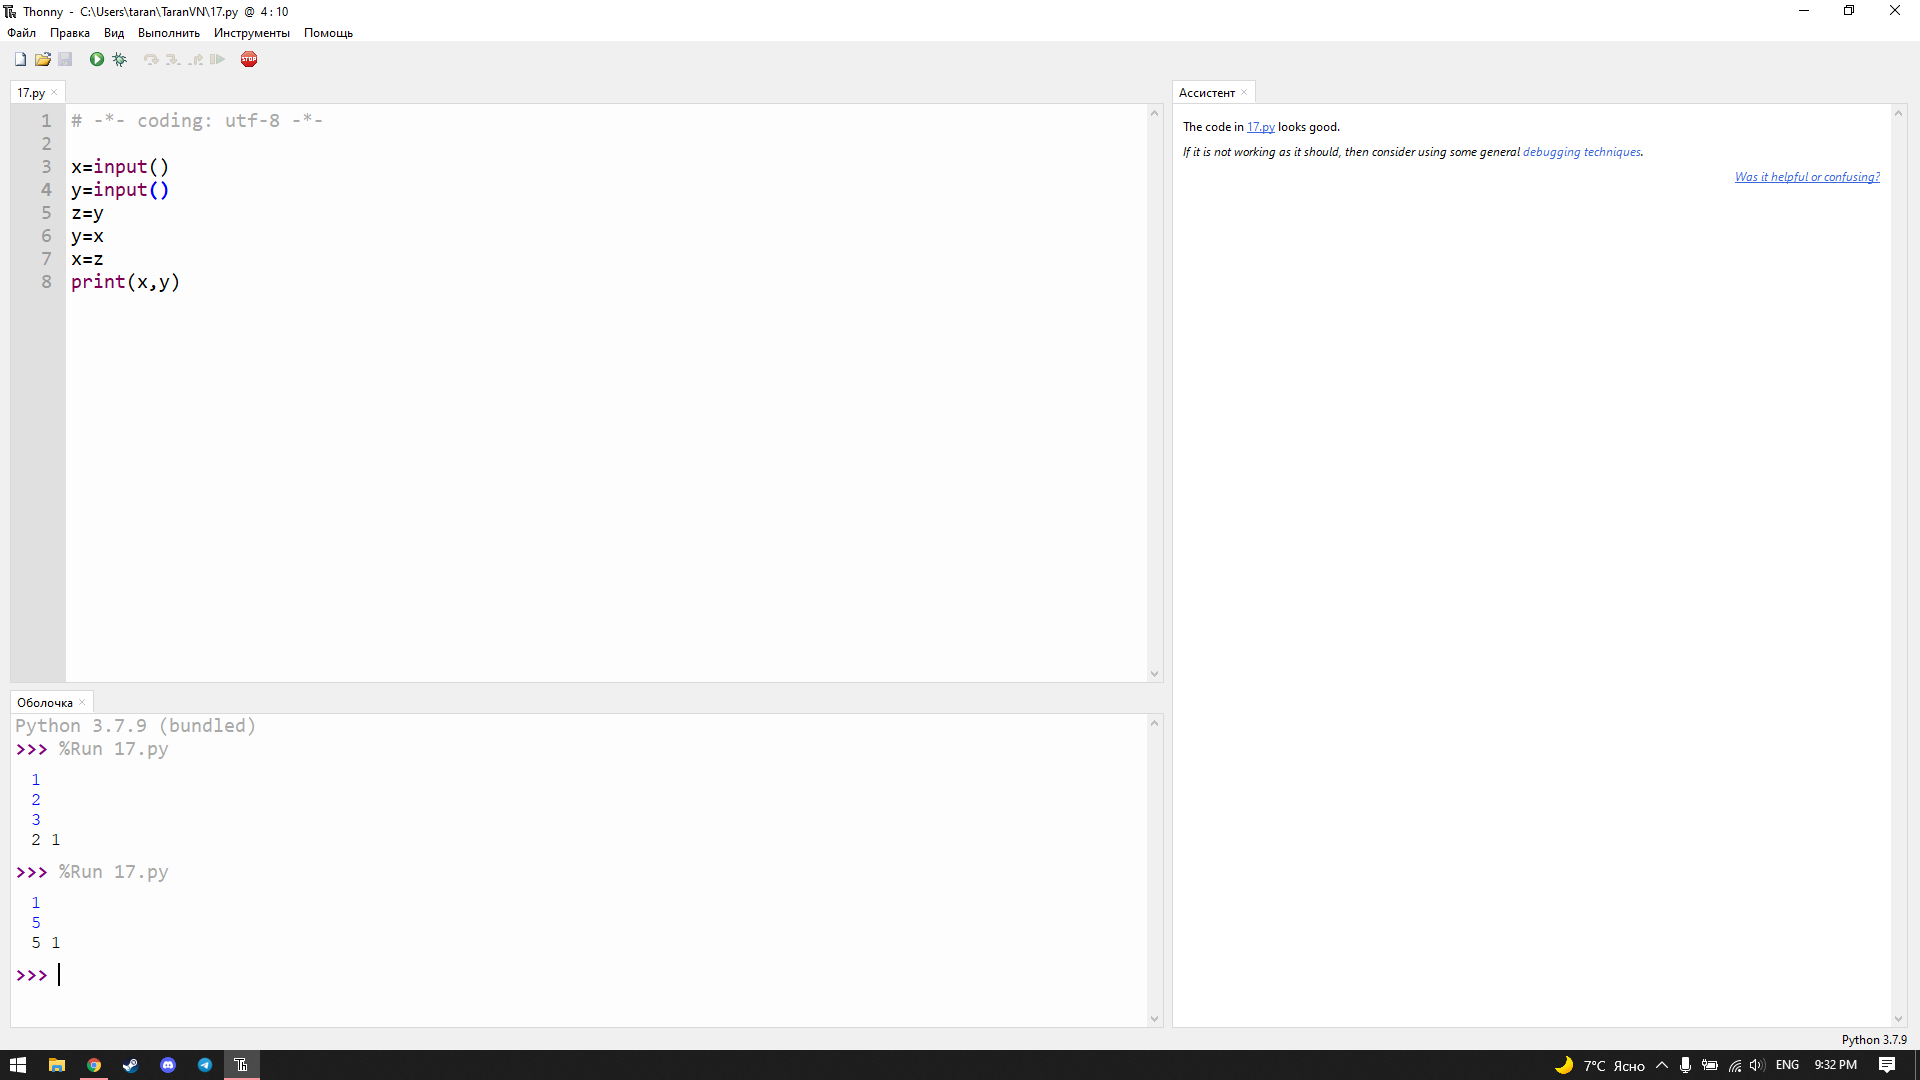 Thonny - C:\Users\taran\TaranVN\17.py @ 4 : 10
Файл Правка Вид Выполнить Инструменты Помощь
STOP
17.py ×
1 # -*- coding: utf-8 -*-
2
3 x=input()
4 y=input()
5 z=y
6 y=x
7 x=z
8 print(x,y)
Оболочка ×
Python 3.7.9 (bundled)
>>> %Run 17.py
1
2
3
2 1
>>> %Run 17.py
1
5
5 1
>>>
Ассистент ×
The code in 17.py looks good.
If it is not working as it should, then consider using some general debugging techniques.
Was it helpful or confusing?
Python 3.7.9
Th 7°C Ясно ENG 9:32 PM